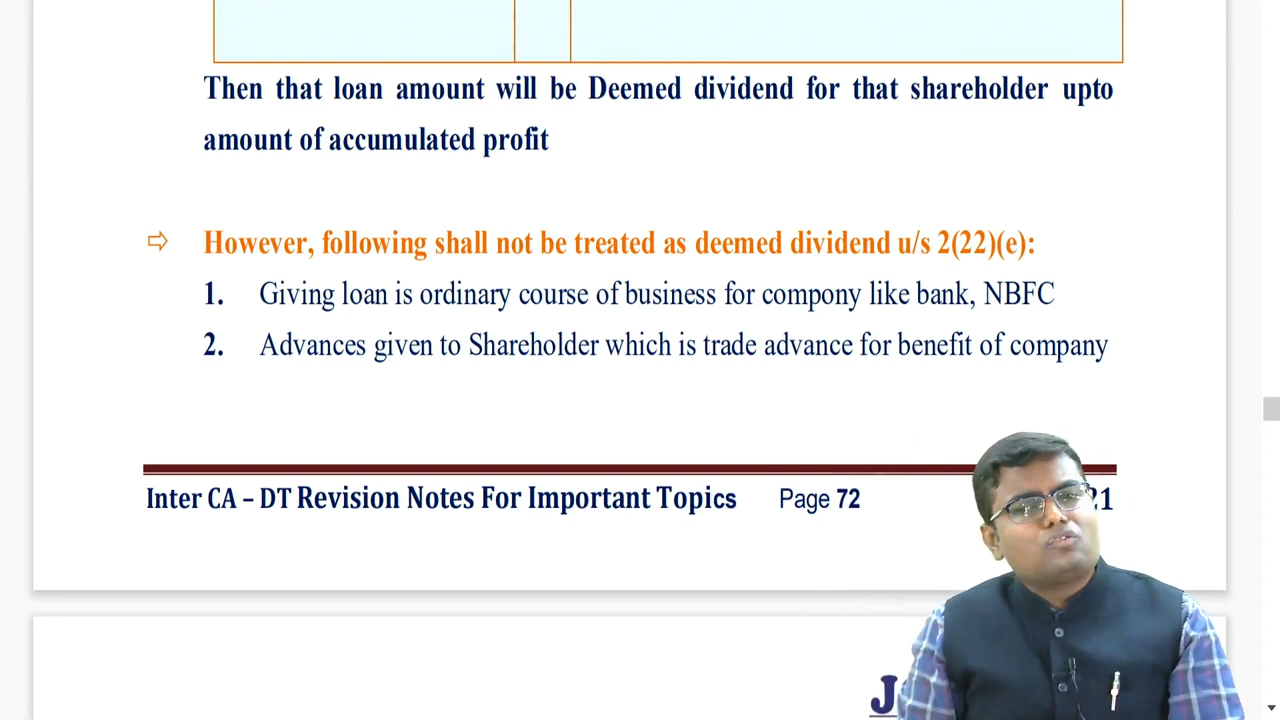 Then that loan amount will be Deemed dividend for that shareholder upto
amount of accumulated profit
⇨ However, following shall not be treated as deemed dividend u/s 2(22)(e):
1. Giving loan is ordinary course of business for compony like bank, NBFC
2. Advances given to Shareholder which is trade advance for benefit of company
Inter CA – DT Revision Notes For Important Topics Page 72 21
J